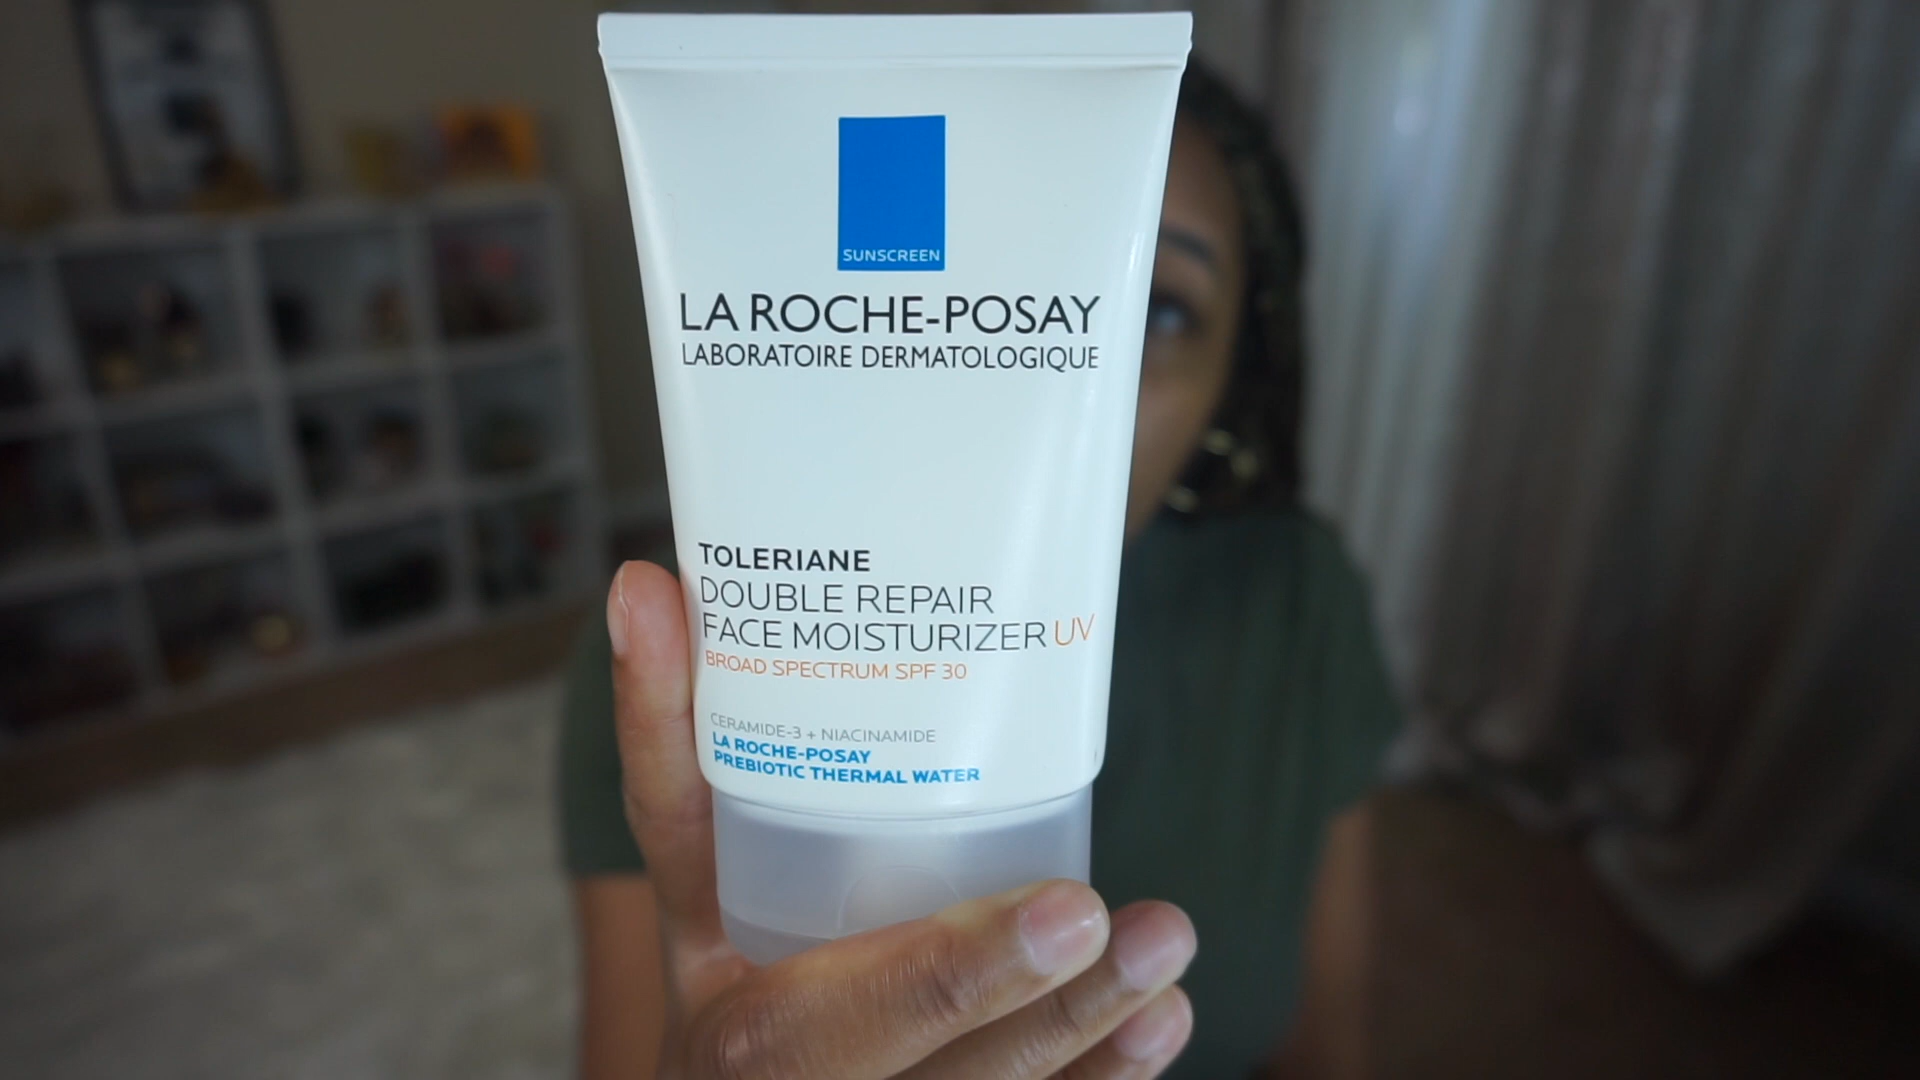 SUNSCREEN
LA ROCHE-POSAY
LABORATOIRE DERMATOLOGIQUE
TOLERIANE
DOUBLE REPAIR
FACE MOISTURIZER UV
BROAD SPECTRUM SPF 30
CERAMIDE-3 + NIACINAMIDE
LA ROCHE-POSAY
PREBIOTIC THERMAL WATER